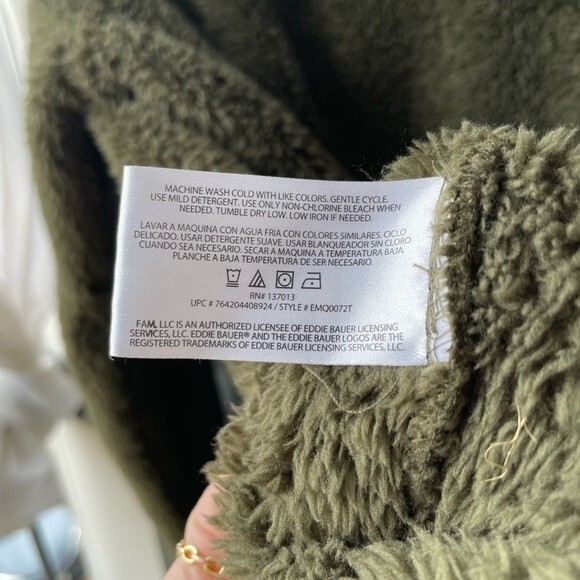 MACHINE WASH COLD WITH LIKE COLORS. GENTLE CYCLE.
USE MILD DETERGENT. USE ONLY NON-CHLORINE BLEACH WHEN
NEEDED. TUMBLE DRY LOW. LOW IRON IF NEEDED.
LAVAR A MAQUINA CON AGUA FRIA CON COLORES SIMILARES. CICLO
DELICADO. USAR DETERGENTE SUAVE. USAR BLANQUEADOR SIN CLORO
CUANDO SEA NECESARIO. SECAR A MAQUINA A TEMPERATURA BAJA.
PLANCHE A BAJA TEMPERATURA DE SER NECESARIO.
RN# 137013
UPC # 764204408924 / STYLE # EMQ0072T
FAM, LLC IS AN AUTHORIZED LICENSEE OF EDDIE BAUER LICENSING
SERVICES, LLC. EDDIE BAUER® AND THE EDDIE BAUER LOGOS ARE THE
REGISTERED TRADEMARKS OF EDDIE BAUER LICENSING SERVICES, LLC.